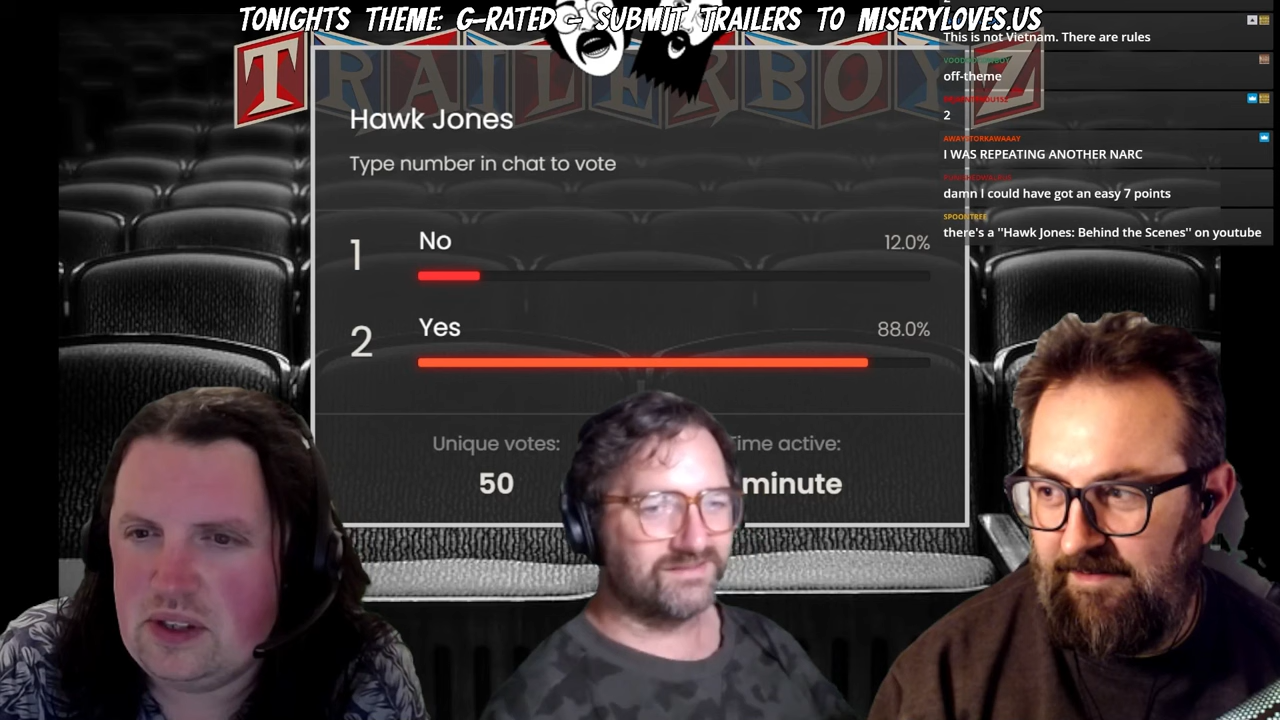 TONIGHTS THEME: G-RATED - SUBMIT TRAILERS TO MISERYLOVES.US
TRAILERBOYZ
Hawk Jones
Type number in chat to vote
1 No 12.0%
2 Yes 88.0%
Unique votes: Time active:
50 minute
2
This is not Vietnam. There are rules
off-theme
2
I WAS REPEATING ANOTHER NARC
damn I could have got an easy 7 points
SPOONTREE
there's a "Hawk Jones: Behind the Scenes" on youtube